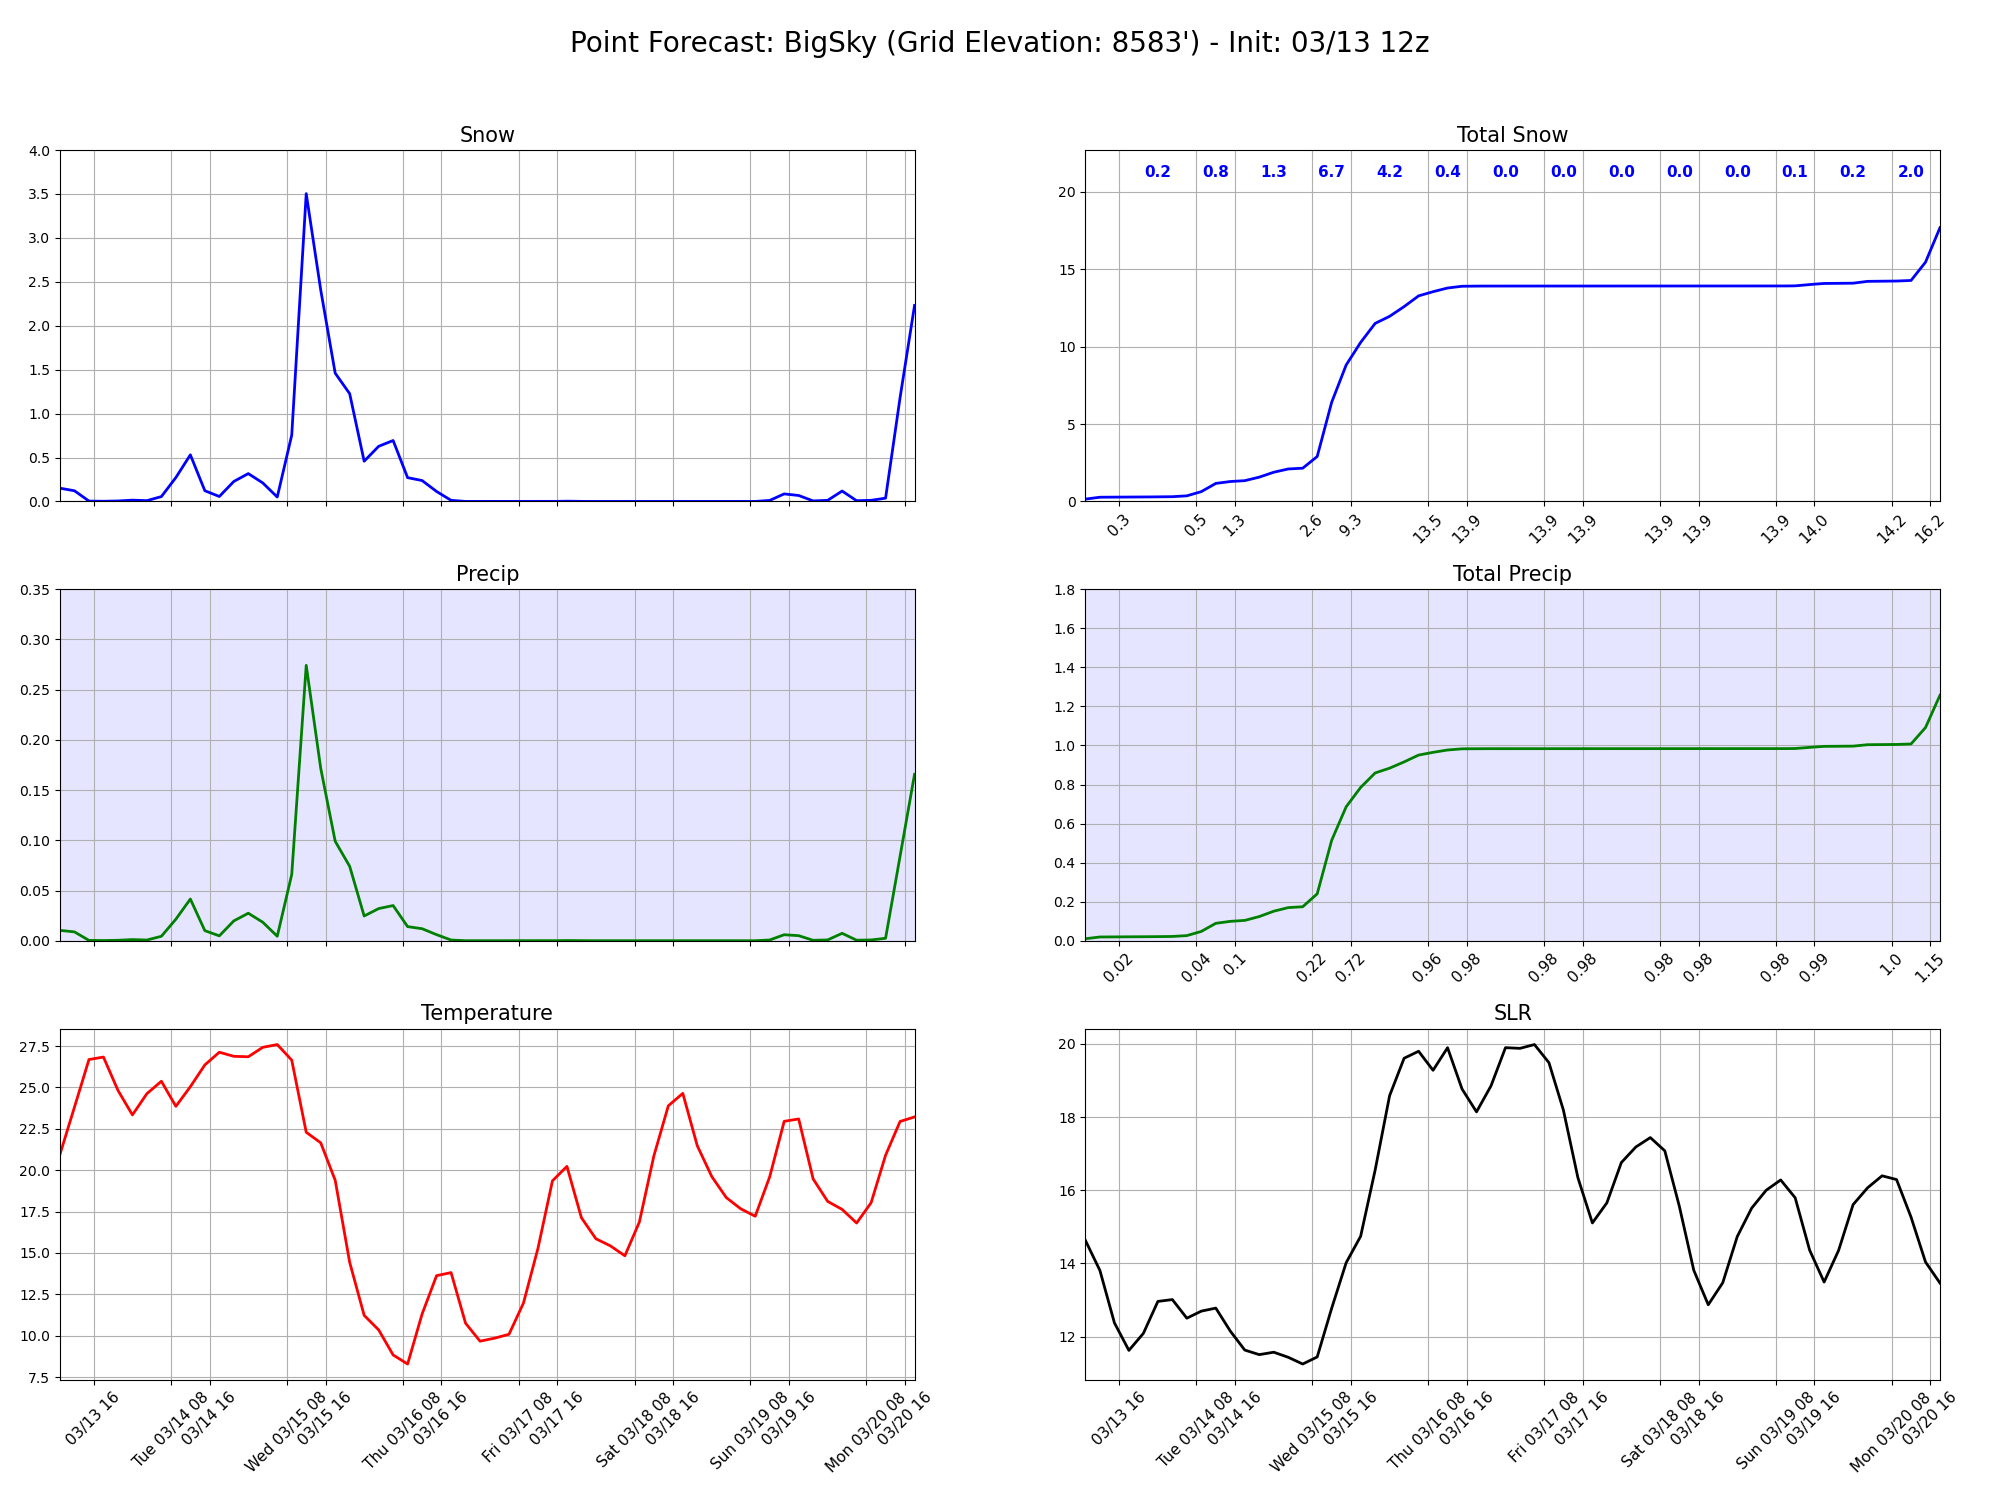 Point Forecast: BigSky (Grid Elevation: 8583') - Init: 03/13 12z
Snow
4.0
3.5
3.0
2.5
2.0
1.5
1.0
0.5
0.0
Total Snow
0.2 0.8 1.3 6.7 4.2 0.4 0.0 0.0 0.0 0.0 0.0 0.1 0.2 2.0
20
15
10
5
0
0.3 0.5 1.3 2.6 9.3 13.5 13.9 13.9 13.9 13.9 13.9 13.9 14.0 14.2 16.2
Precip
0.35
0.30
0.25
0.20
0.15
0.10
0.05
0.00
Total Precip
1.8
1.6
1.4
1.2
1.0
0.8
0.6
0.4
0.2
0.0
0.02 0.04 0.1 0.22 0.72 0.96 0.98 0.98 0.98 0.98 0.98 0.98 0.99 1.0 1.15
Temperature
27.5
25.0
22.5
20.0
17.5
15.0
12.5
10.0
7.5
03/13 16
Tue 03/14 08
03/14 16
Wed 03/15 08
03/15 16
Thu 03/16 08
03/16 16
Fri 03/17 08
03/17 16
Sat 03/18 08
03/18 16
Sun 03/19 08
03/19 16
Mon 03/20 08
03/20 16
SLR
20
18
16
14
12
03/13 16
Tue 03/14 08
03/14 16
Wed 03/15 08
03/15 16
Thu 03/16 08
03/16 16
Fri 03/17 08
03/17 16
Sat 03/18 08
03/18 16
Sun 03/19 08
03/19 16
Mon 03/20 08
03/20 16